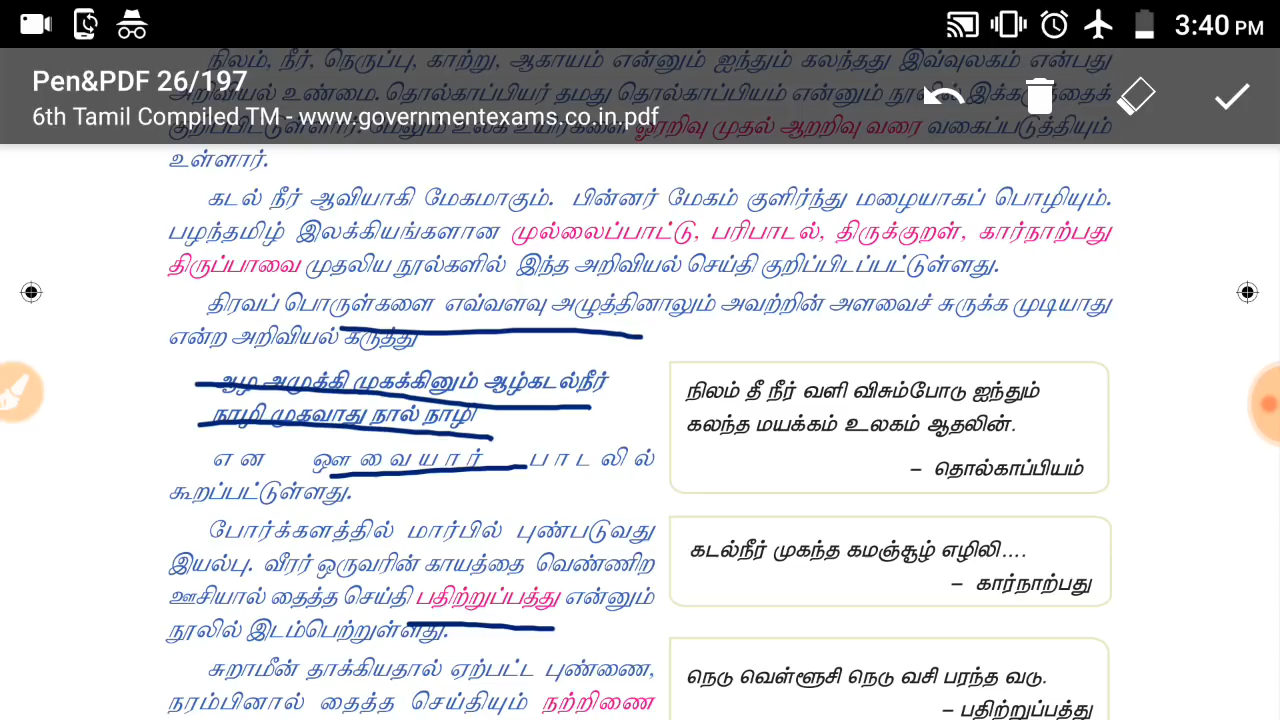 3:40 PM
நிலம், நீர், நெருப்பு, காற்று, ஆகாயம் என்னும் ஐந்தும் கலந்தது இவ்வுலகம் என்பது
Pen&PDF 26/197
அறிவியல் உண்மை. தொல்காப்பியர் தமது தொல்காப்பியம் என்னும்
6th Tamil Compiled TM - www.governmentexams.co.in.pdf
ஓரறிவு முதல் ஆறறிவு வரை வகைப்படுத்தியும்
உள்ளார்.
கடல் நீர் ஆவியாகி மேகமாகும். பின்னர் மேகம் குளிர்ந்து மழையாகப் பொழியும்.
பழந்தமிழ் இலக்கியங்களான முல்லைப்பாட்டு, பரிபாடல், திருக்குறள், கார்நாற்பது
திருப்பாவை முதலிய நூல்களில் இந்த அறிவியல் செய்தி குறிப்பிடப்பட்டுள்ளது.
திரவப் பொருள்களை எவ்வளவு அழுத்தினாலும் அவற்றின் அளவைச் சுருக்க முடியாது
என்ற அறிவியல் கருத்து
ஆழ அமுக்கி முகக்கினும் ஆழ்கடல்நீர்
நாழி முகவாது நால் நாழி
என ஔவையார் பாடலில்
கூறப்பட்டுள்ளது.
போர்க்களத்தில் மார்பில் புண்படுவது
இயல்பு. வீரர் ஒருவரின் காயத்தை வெண்ணிற
ஊசியால் தைத்த செய்தி பதிற்றுப்பத்து என்னும்
நூலில் இடம்பெற்றுள்ளது.
சுறாமீன் தாக்கியதால் ஏற்பட்ட புண்ணை,
நரம்பினால் தைத்த செய்தியும் நற்றிணை
நிலம் தீ நீர் வளி விசும்போடு ஐந்தும்
கலந்த மயக்கம் உலகம் ஆதலின்.
– தொல்காப்பியம்
கடல்நீர் முகந்த கமஞ்சூழ் எழிலி....
– கார்நாற்பது
நெடு வெள்ளூசி நெடு வசி பரந்த வடு.
– பதிற்றுப்பத்து